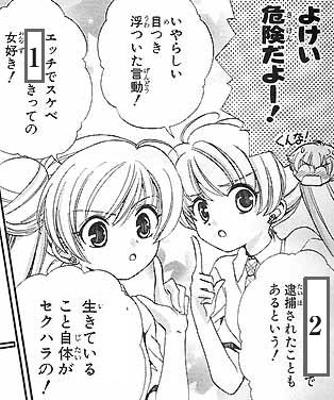 よけい
危険だよー!
くんな!
いやらしい
目つき
浮ついた言動!
エッチでスケベ
1きっての
女好き!
2で
逮捕されたことも
あるという!
生きている
こと自体が
セクハラの!